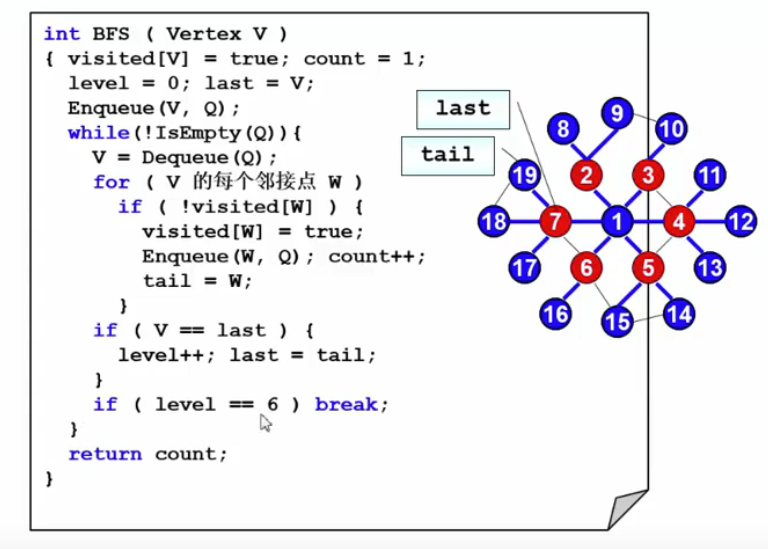 int BFS ( Vertex V )
{ visited[V] = true; count = 1;
level = 0; last = V;
Enqueue(V, Q);
while(!IsEmpty(Q)){
V = Dequeue(Q);
for ( V 的每个邻接点 W )
if ( !visited[W] ) {
visited[W] = true;
Enqueue(W, Q); count++;
tail = W;
}
if ( V == last ) {
level++; last = tail;
}
if ( level == 6 ) break;
}
return count;
}
last
tail
9
8
10
19
2
3
11
18
7
1
4
12
17
6
5
13
16
15
14